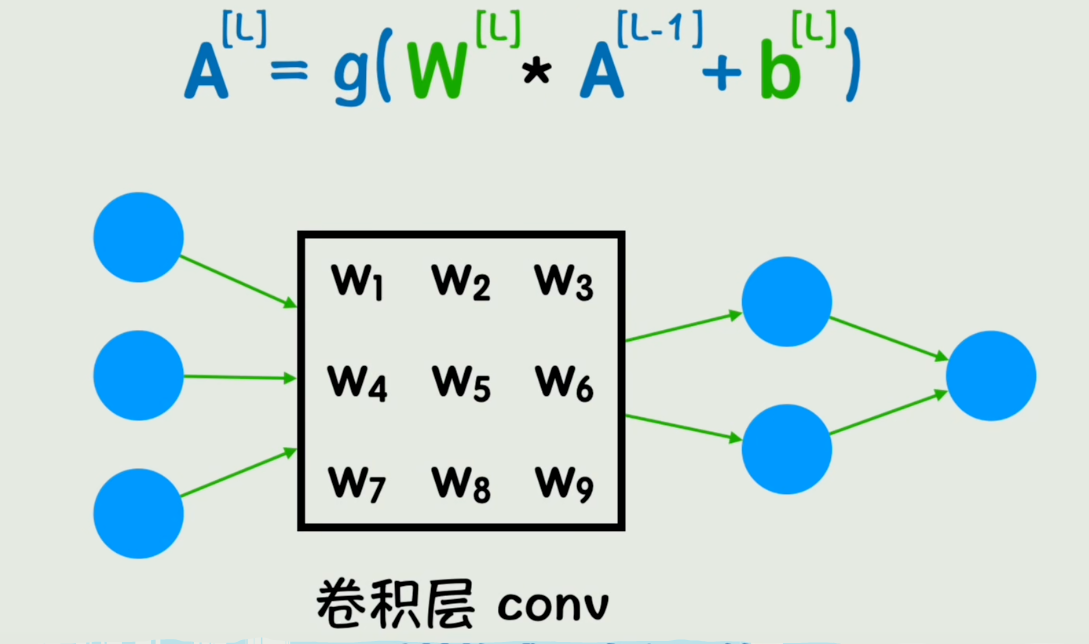 A[L] = g( W[L] * A[L-1] + b[L] )
W1 W2 W3
W4 W5 W6
W7 W8 W9
卷积层 conv